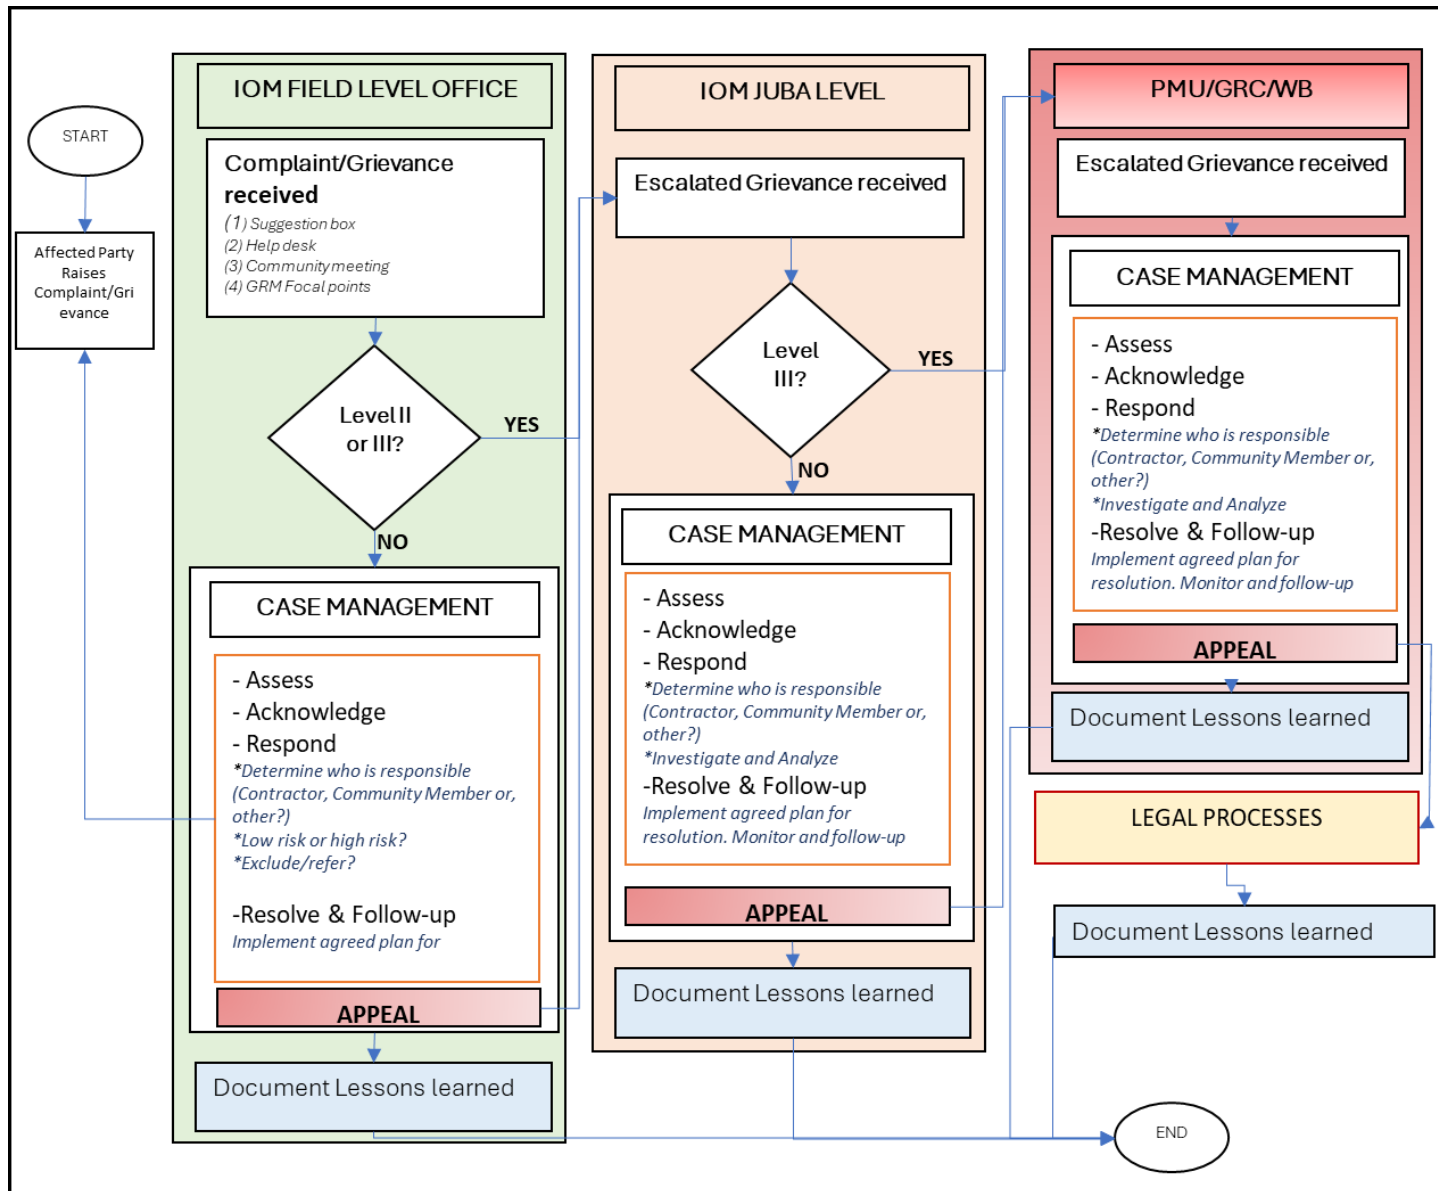 START
Affected Party
Raises
Complaint/Gri
evance
IOM FIELD LEVEL OFFICE
Complaint/Grievance
received
(1) Suggestion box
(2) Help desk
(3) Community meeting
(4) GRM Focal points
Level II
or III?
YES
NO
CASE MANAGEMENT
- Assess
- Acknowledge
- Respond
*Determine who is responsible
(Contractor, Community Member or,
other?)
*Low risk or high risk?
*Exclude/refer?
-Resolve & Follow-up
Implement agreed plan for
APPEAL
Document Lessons learned
IOM JUBA LEVEL
Escalated Grievance received
Level
III?
YES
NO
CASE MANAGEMENT
- Assess
- Acknowledge
- Respond
*Determine who is responsible
(Contractor, Community Member or,
other?)
*Investigate and Analyze
-Resolve & Follow-up
Implement agreed plan for
resolution. Monitor and follow-up
APPEAL
Document Lessons learned
PMU/GRC/WB
Escalated Grievance received
CASE MANAGEMENT
- Assess
- Acknowledge
- Respond
*Determine who is responsible
(Contractor, Community Member or,
other?)
*Investigate and Analyze
-Resolve & Follow-up
Implement agreed plan for
resolution. Monitor and follow-up
APPEAL
Document Lessons learned
LEGAL PROCESSES
Document Lessons learned
END